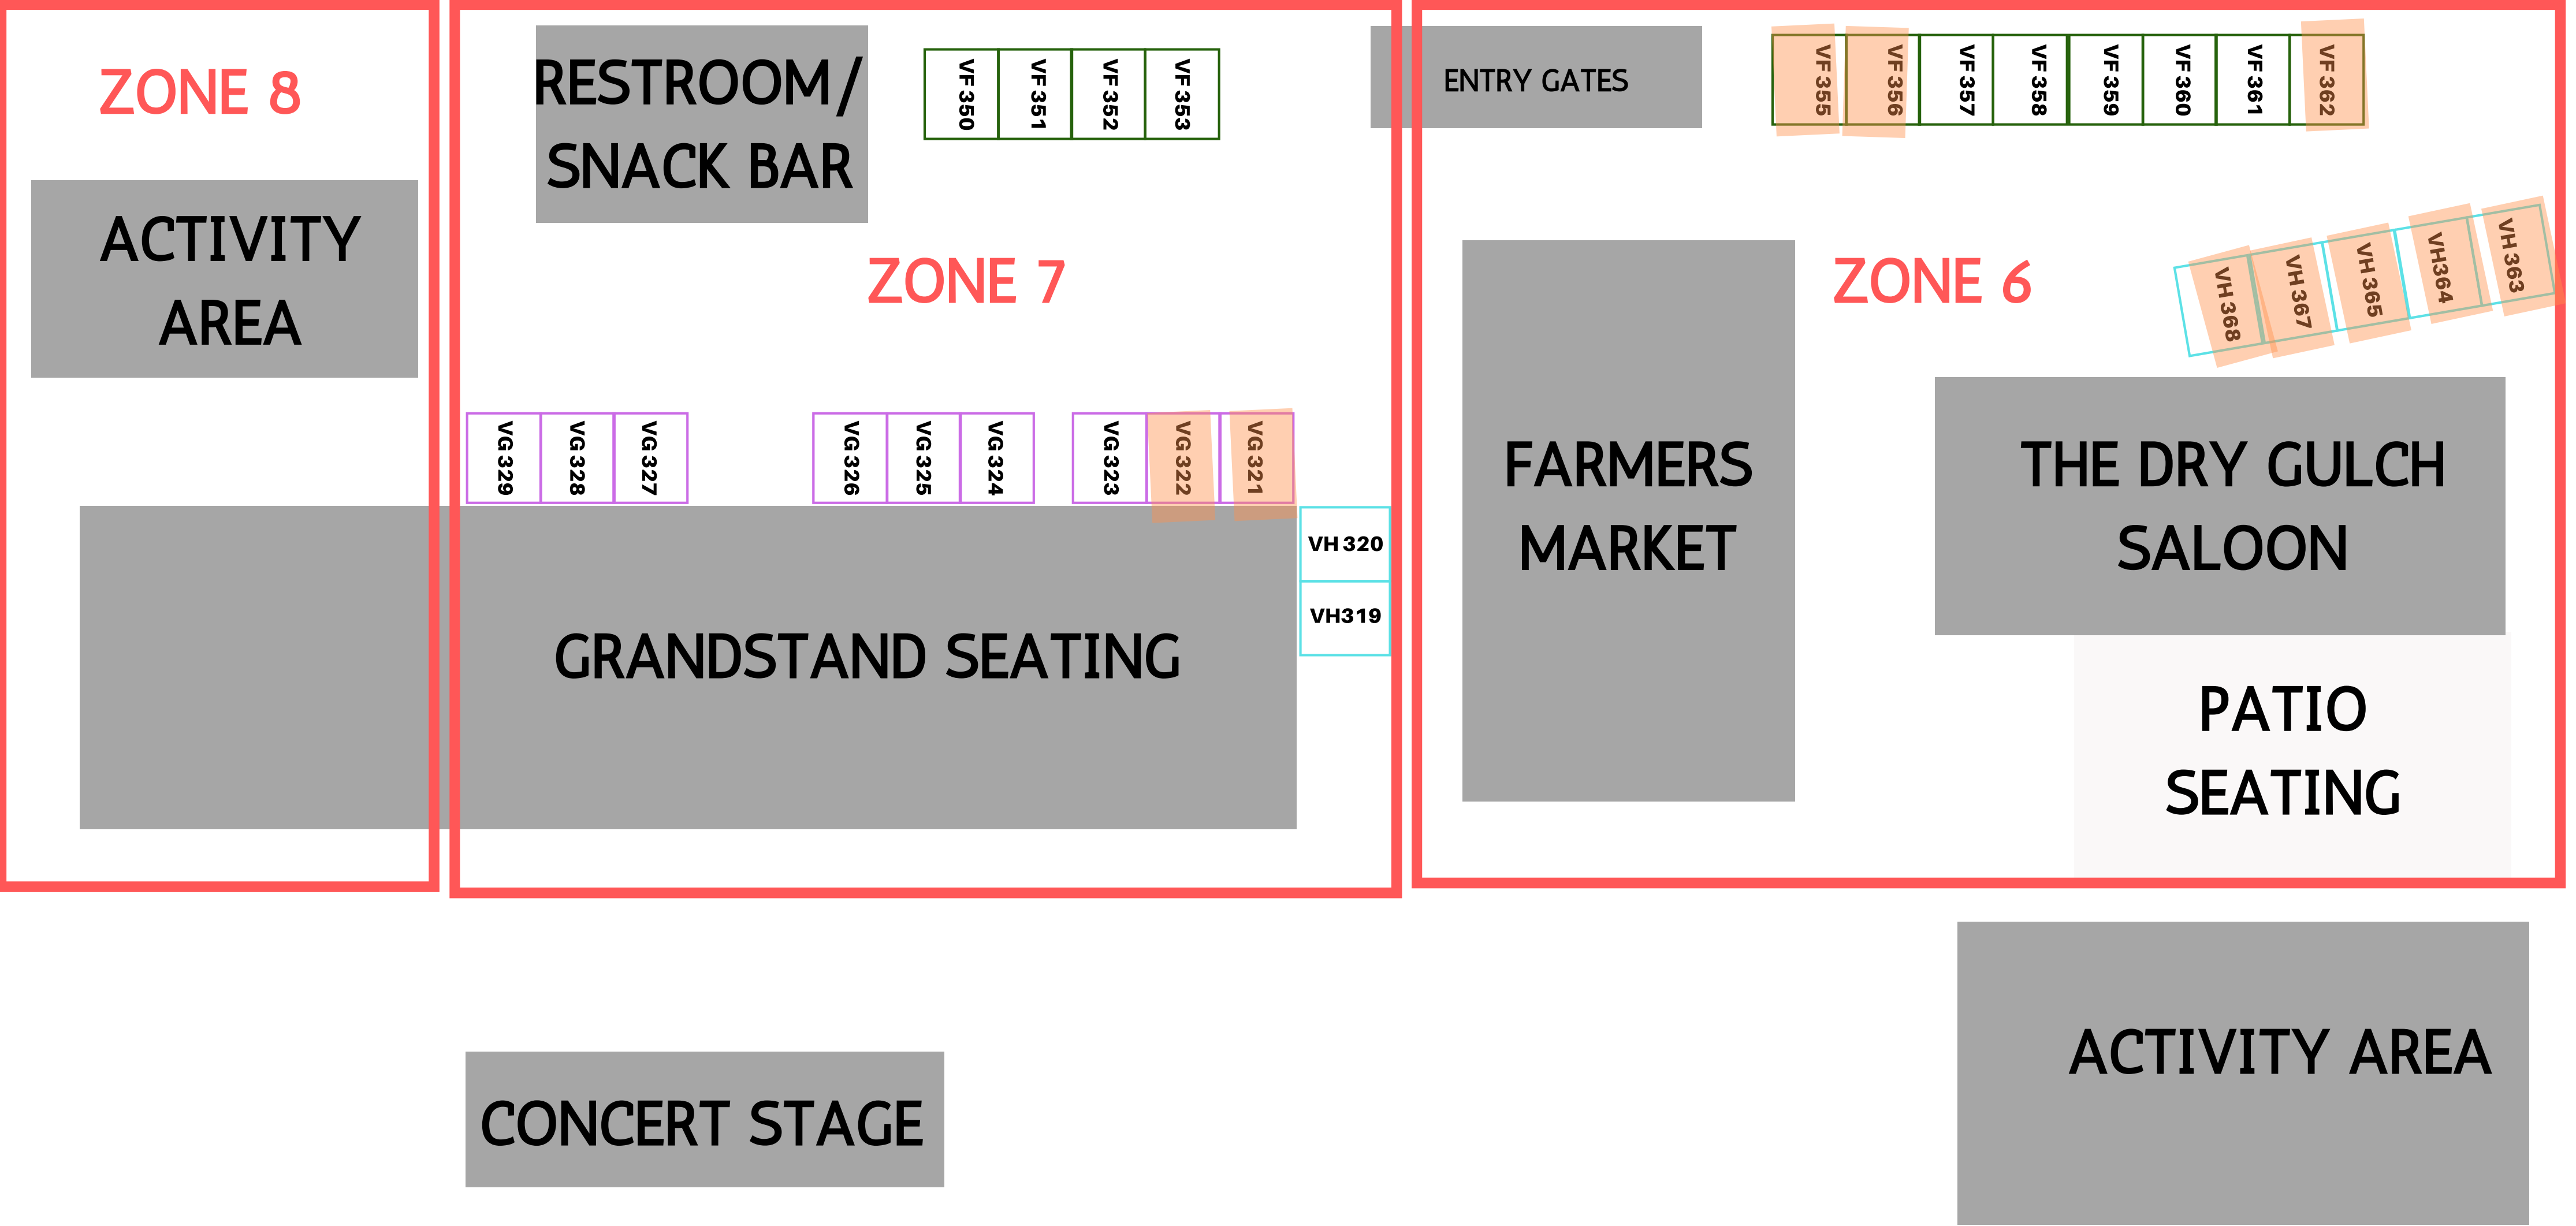 ZONE 8
ACTIVITY
AREA
RESTROOM/
SNACK BAR
VF 350
VF 351
VF 352
VF 353
ZONE 7
VG 329
VG 328
VG 327
VG 326
VG 325
VG 324
VG 323
VG 322
VG 321
VH 320
VH319
GRANDSTAND SEATING
ENTRY GATES
VF 355
VF 356
VF 357
VF 358
VF 359
VF 360
VF 361
VF 362
ZONE 6
VH 368
VH 367
VH 365
VH364
VH 363
FARMERS
MARKET
THE DRY GULCH
SALOON
PATIO
SEATING
CONCERT STAGE
ACTIVITY AREA